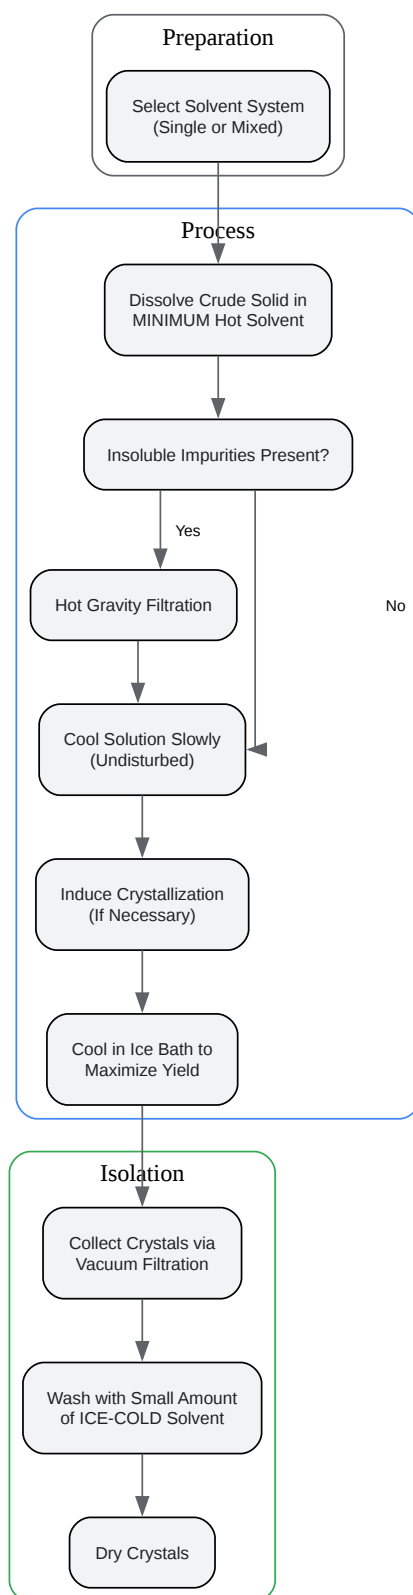 Preparation
Select Solvent System
(Single or Mixed)
Process
Dissolve Crude Solid in
MINIMUM Hot Solvent
Insoluble Impurities Present?
Yes
Hot Gravity Filtration
No
Cool Solution Slowly
(Undisturbed)
Induce Crystallization
(If Necessary)
Cool in Ice Bath to
Maximize Yield
Isolation
Collect Crystals via
Vacuum Filtration
Wash with Small Amount
of ICE-COLD Solvent
Dry Crystals